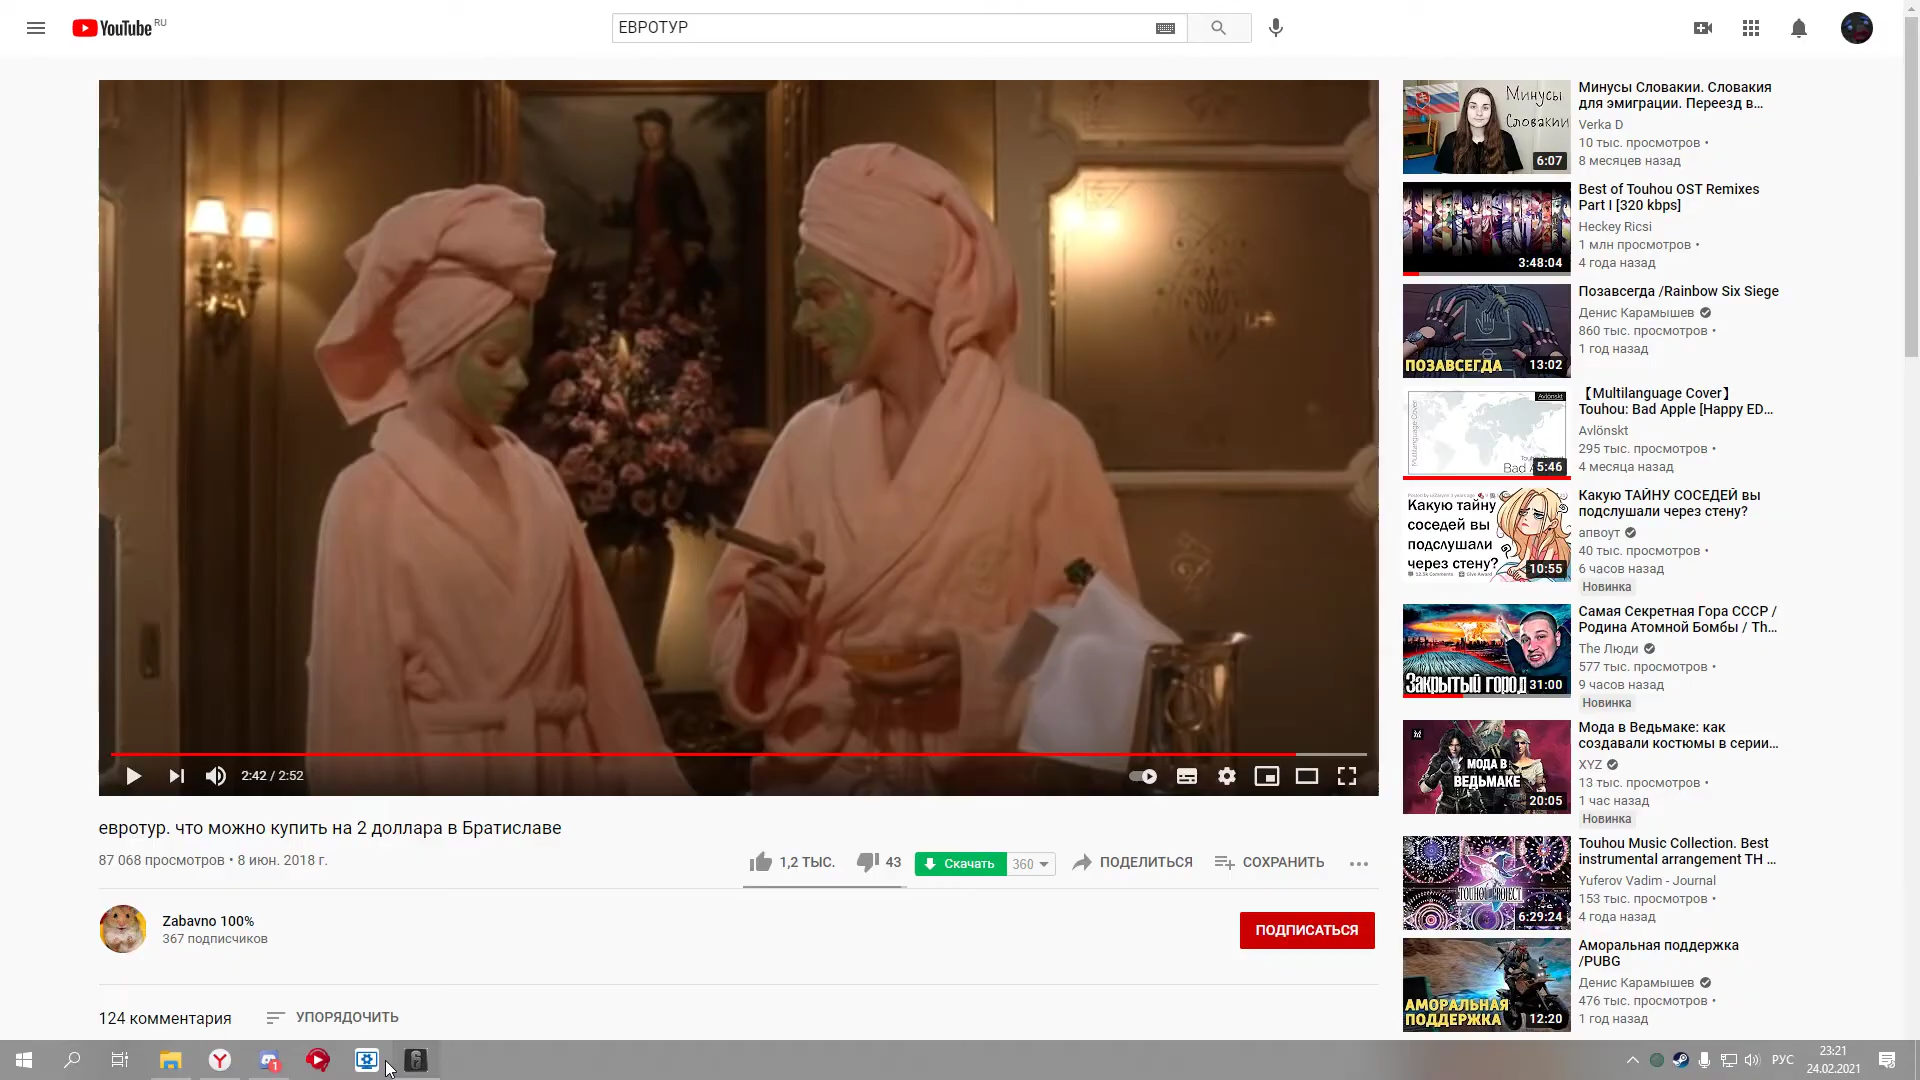 YouTube RU
ЕВРОТУР
2:42 / 2:52
евротур. что можно купить на 2 доллара в Братиславе
87 068 просмотров • 8 июн. 2018 г.
1,2 ТЫС.
43
Скачать
360
ПОДЕЛИТЬСЯ
СОХРАНИТЬ
Zabavno 100%
367 подписчиков
ПОДПИСАТЬСЯ
124 комментария
УПОРЯДОЧИТЬ
Минусы
Словакии
6:07
Минусы Словакии. Словакия
для эмиграции. Переезд в...
Verka D
10 тыс. просмотров •
8 месяцев назад
3:48:04
Best of Touhou OST Remixes
Part I [320 kbps]
Heckey Ricsi
1 млн просмотров •
4 года назад
ПОЗАВСЕГДА
13:02
Позавсегда /Rainbow Six Siege
Денис Карамышев
860 тыс. просмотров •
1 год назад
Avlönskt
Multilanguage Cover
Bad A
5:46
【Multilanguage Cover】
Touhou: Bad Apple [Happy ED...
Avlönskt
295 тыс. просмотров •
4 месяца назад
Какую тайну
соседей вы
подслушали
через стену?
10:55
Какую ТАЙНУ СОСЕДЕЙ вы
подслушали через стену?
апвоут
40 тыс. просмотров •
6 часов назад
Новинка
Закрытый город
31:00
Самая Секретная Гора СССР /
Родина Атомной Бомбы / Th...
The Люди
577 тыс. просмотров •
9 часов назад
Новинка
МОДА В
ВЕДЬМАКЕ
20:05
Мода в Ведьмаке: как
создавали костюмы в серии...
XYZ
13 тыс. просмотров •
1 час назад
Новинка
TOUHOU PROJECT
6:29:24
Touhou Music Collection. Best
instrumental arrangement TH ...
Yuferov Vadim - Journal
153 тыс. просмотров •
4 года назад
АМОРАЛЬНАЯ
ПОДДЕРЖКА
12:20
Аморальная поддержка
/PUBG
Денис Карамышев
476 тыс. просмотров •
1 год назад
1
РУС
23:21
24.02.2021